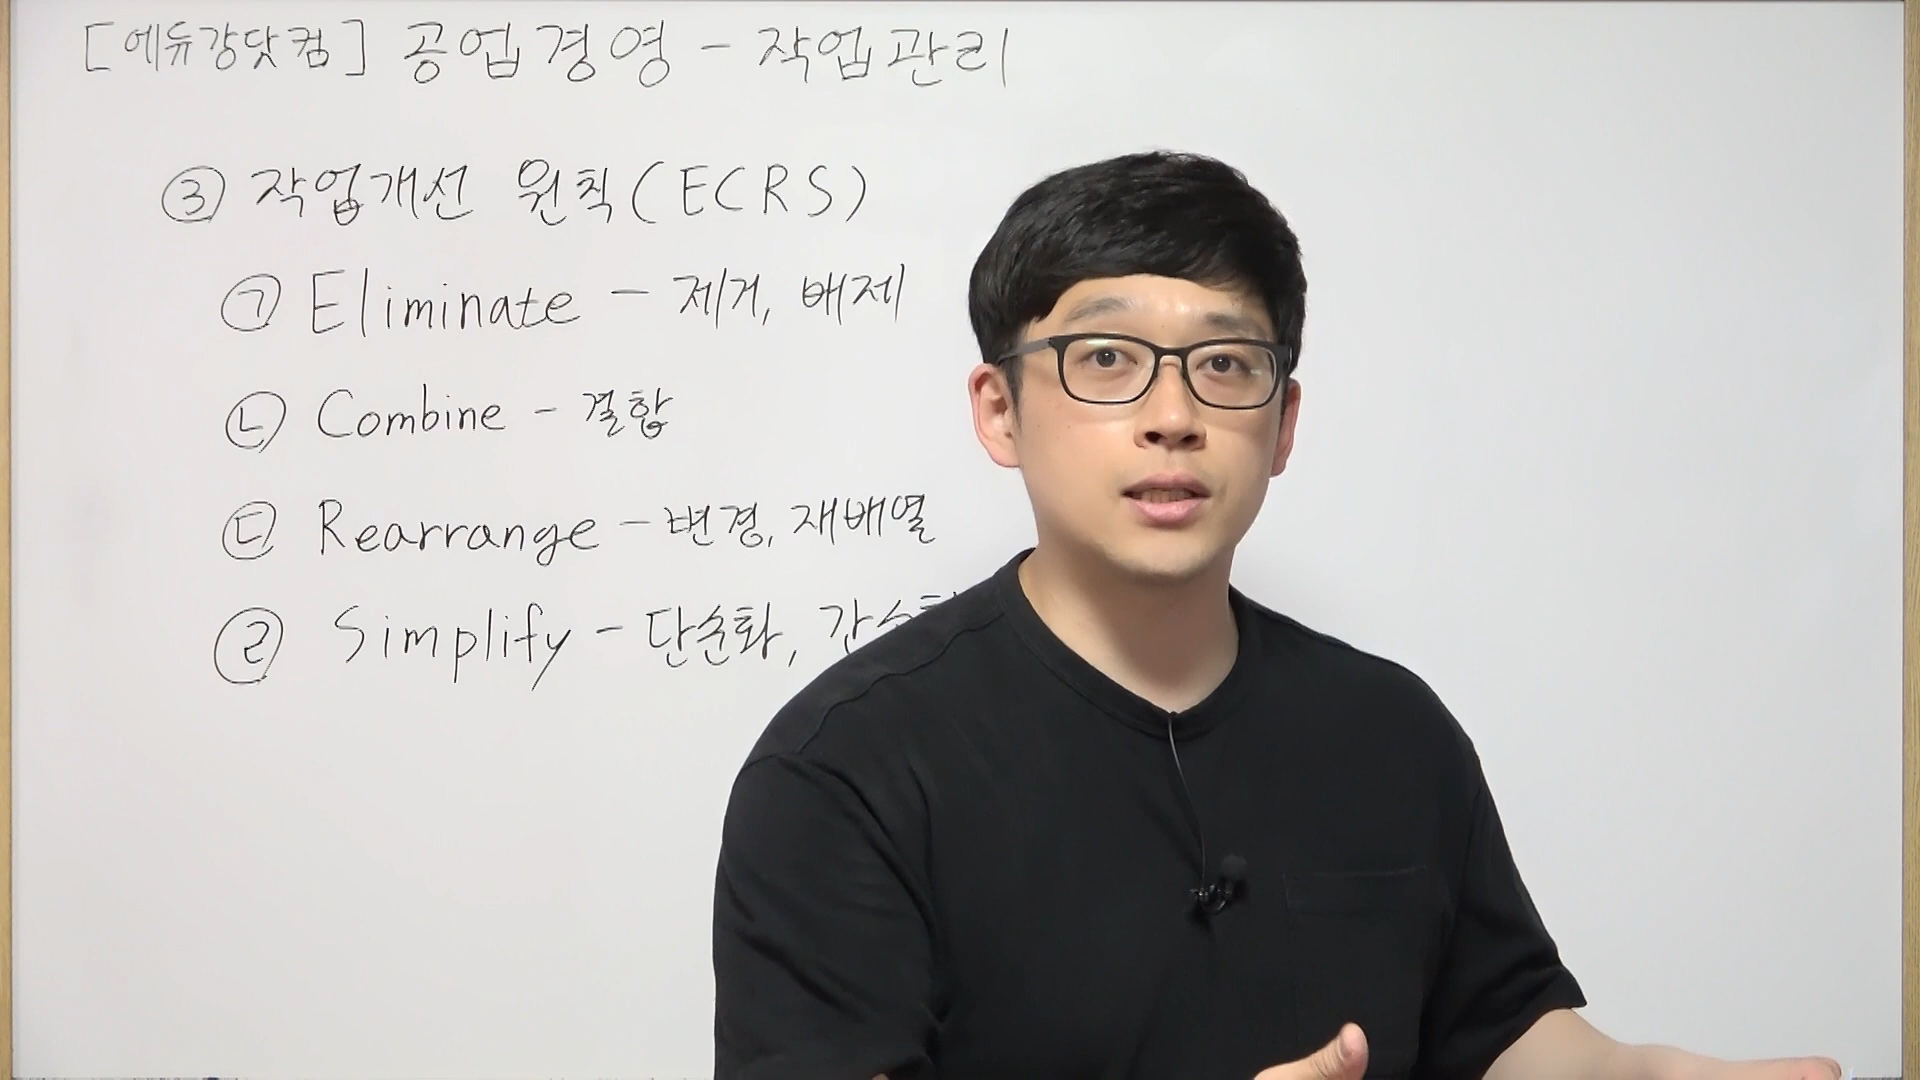 [에듀강닷컴] 공업경영 - 작업관리
③ 작업개선 원칙(ECRS)
㉠ Eliminate - 제거, 배제
㉡ Combine - 결합
㉢ Rearrange - 변경, 재배열
㉣ Simplify - 단순화,